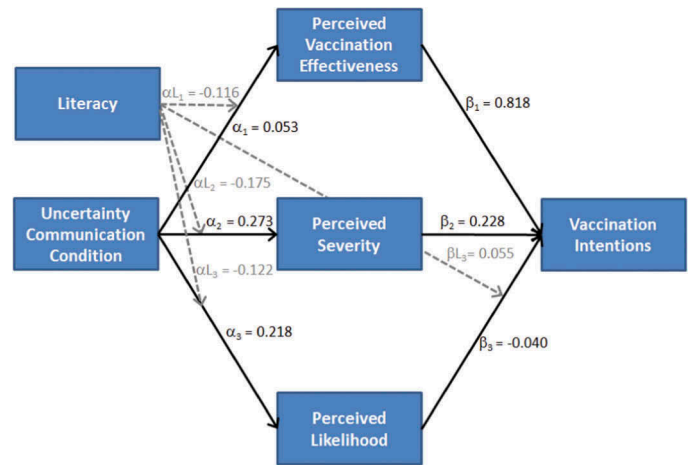 Perceived
Vaccination
Effectiveness
Literacy
αL₁ = -0.116
β₁ = 0.818
α₁ = 0.053
αL₂ = -0.175
Uncertainty
Communication
Condition
α₂ = 0.273
Perceived
Severity
β₂ = 0.228
Vaccination
Intentions
βL₃= 0.055
αL₃ = -0.122
α₃ = 0.218
β₃ = -0.040
Perceived
Likelihood